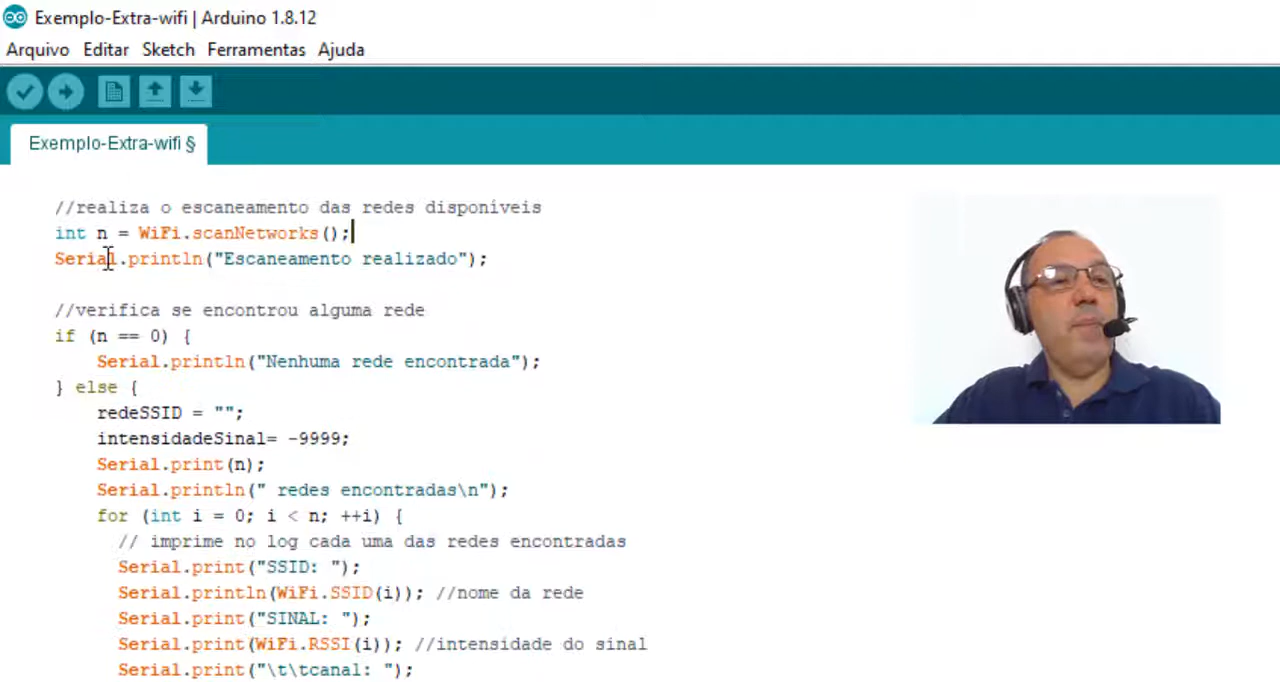 Exemplo-Extra-wifi | Arduino 1.8.12
Arquivo Editar Sketch Ferramentas Ajuda
Exemplo-Extra-wifi §
//realiza o escaneamento das redes disponiveis
int n = WiFi.scanNetworks();
Serial.println("Escaneamento realizado");
//verifica se encontrou alguma rede
if (n == 0) {
Serial.println("Nenhuma rede encontrada");
} else {
redeSSID = "";
intensidadeSinal= -9999;
Serial.print(n);
Serial.println(" redes encontradas\n");
for (int i = 0; i < n; ++i) {
// imprime no log cada uma das redes encontradas
Serial.print("SSID: ");
Serial.println(WiFi.SSID(i)); //nome da rede
Serial.print("SINAL: ");
Serial.print(WiFi.RSSI(i)); //intensidade do sinal
Serial.print("\t\tcanal: ");